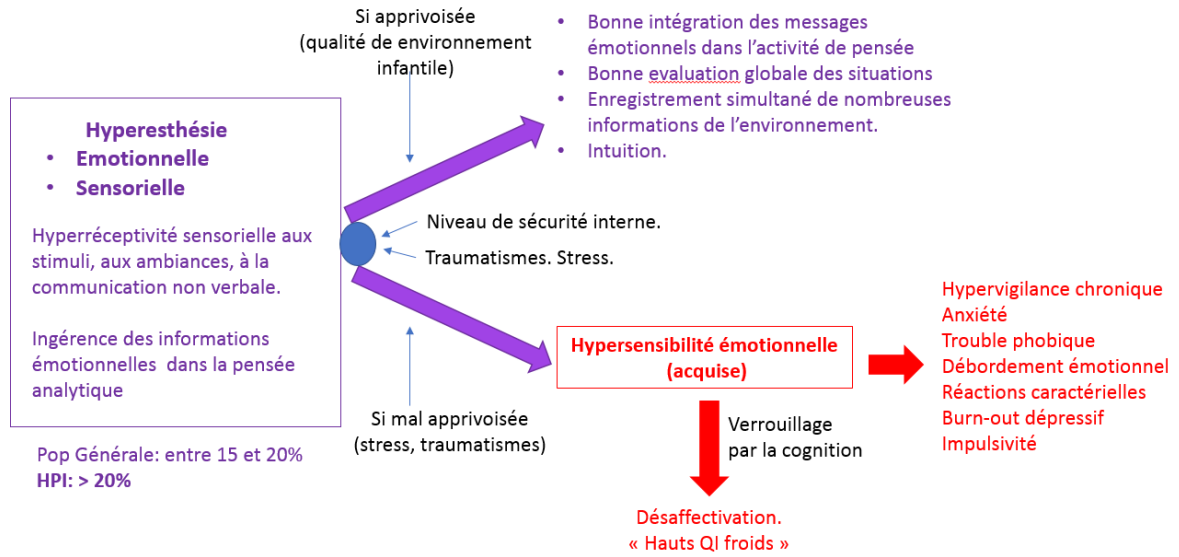 Hyperesthésie
• Emotionnelle
• Sensorielle
Hyperréceptivité sensorielle aux
stimuli, aux ambiances, à la
communication non verbale.
Ingérence des informations
émotionnelles dans la pensée
analytique
Pop Générale: entre 15 et 20%
HPI: > 20%
Si apprivoisée
(qualité de environnement
infantile)
• Bonne intégration des messages
émotionnels dans l’activité de pensée
• Bonne evaluation globale des situations
• Enregistrement simultané de nombreuses
informations de l’environnement.
• Intuition.
Niveau de sécurité interne.
Traumatismes. Stress.
Si mal apprivoisée
(stress, traumatismes)
Hypersensibilité émotionnelle
(acquise)
Hypervigilance chronique
Anxiété
Trouble phobique
Débordement émotionnel
Réactions caractérielles
Burn-out dépressif
Impulsivité
Verrouillage
par la cognition
Désaffectivation.
« Hauts QI froids »